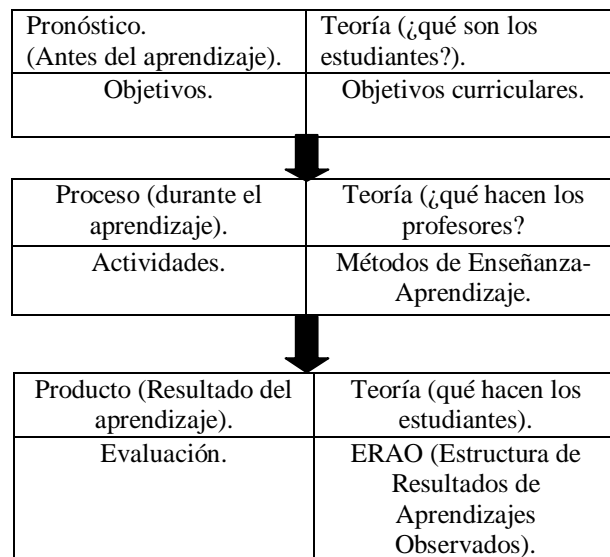 Pronóstico.
(Antes del aprendizaje).
Teoría (¿qué son los
estudiantes?).
Objetivos.
Objetivos curriculares.
Proceso (durante el
aprendizaje).
Teoría (¿qué hacen los
profesores?
Actividades.
Métodos de Enseñanza-
Aprendizaje.
Producto (Resultado del
aprendizaje).
Teoría (qué hacen los
estudiantes).
Evaluación.
ERAO (Estructura de
Resultados de
Aprendizajes
Observados).